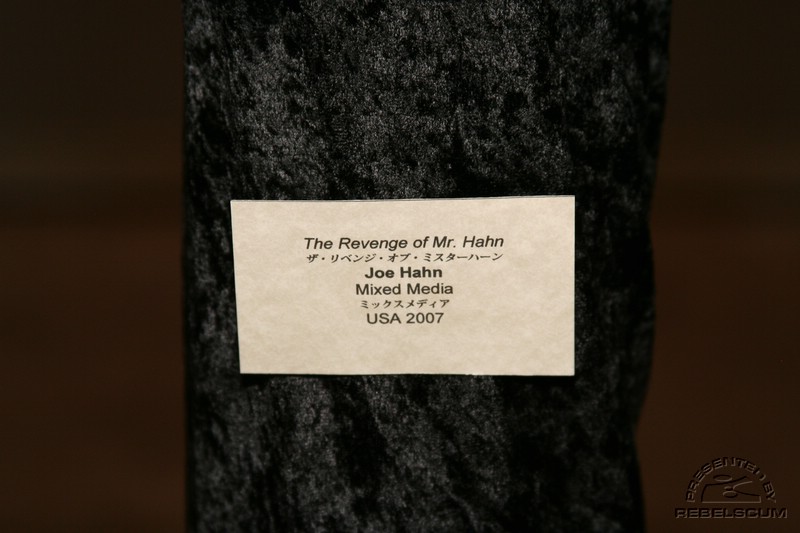 The Revenge of Mr. Hahn
ザ・リベンジ・オブ・ミスターハーン
Joe Hahn
Mixed Media
ミックスメディア
USA 2007
PRESENTED BY
REBELSCUM